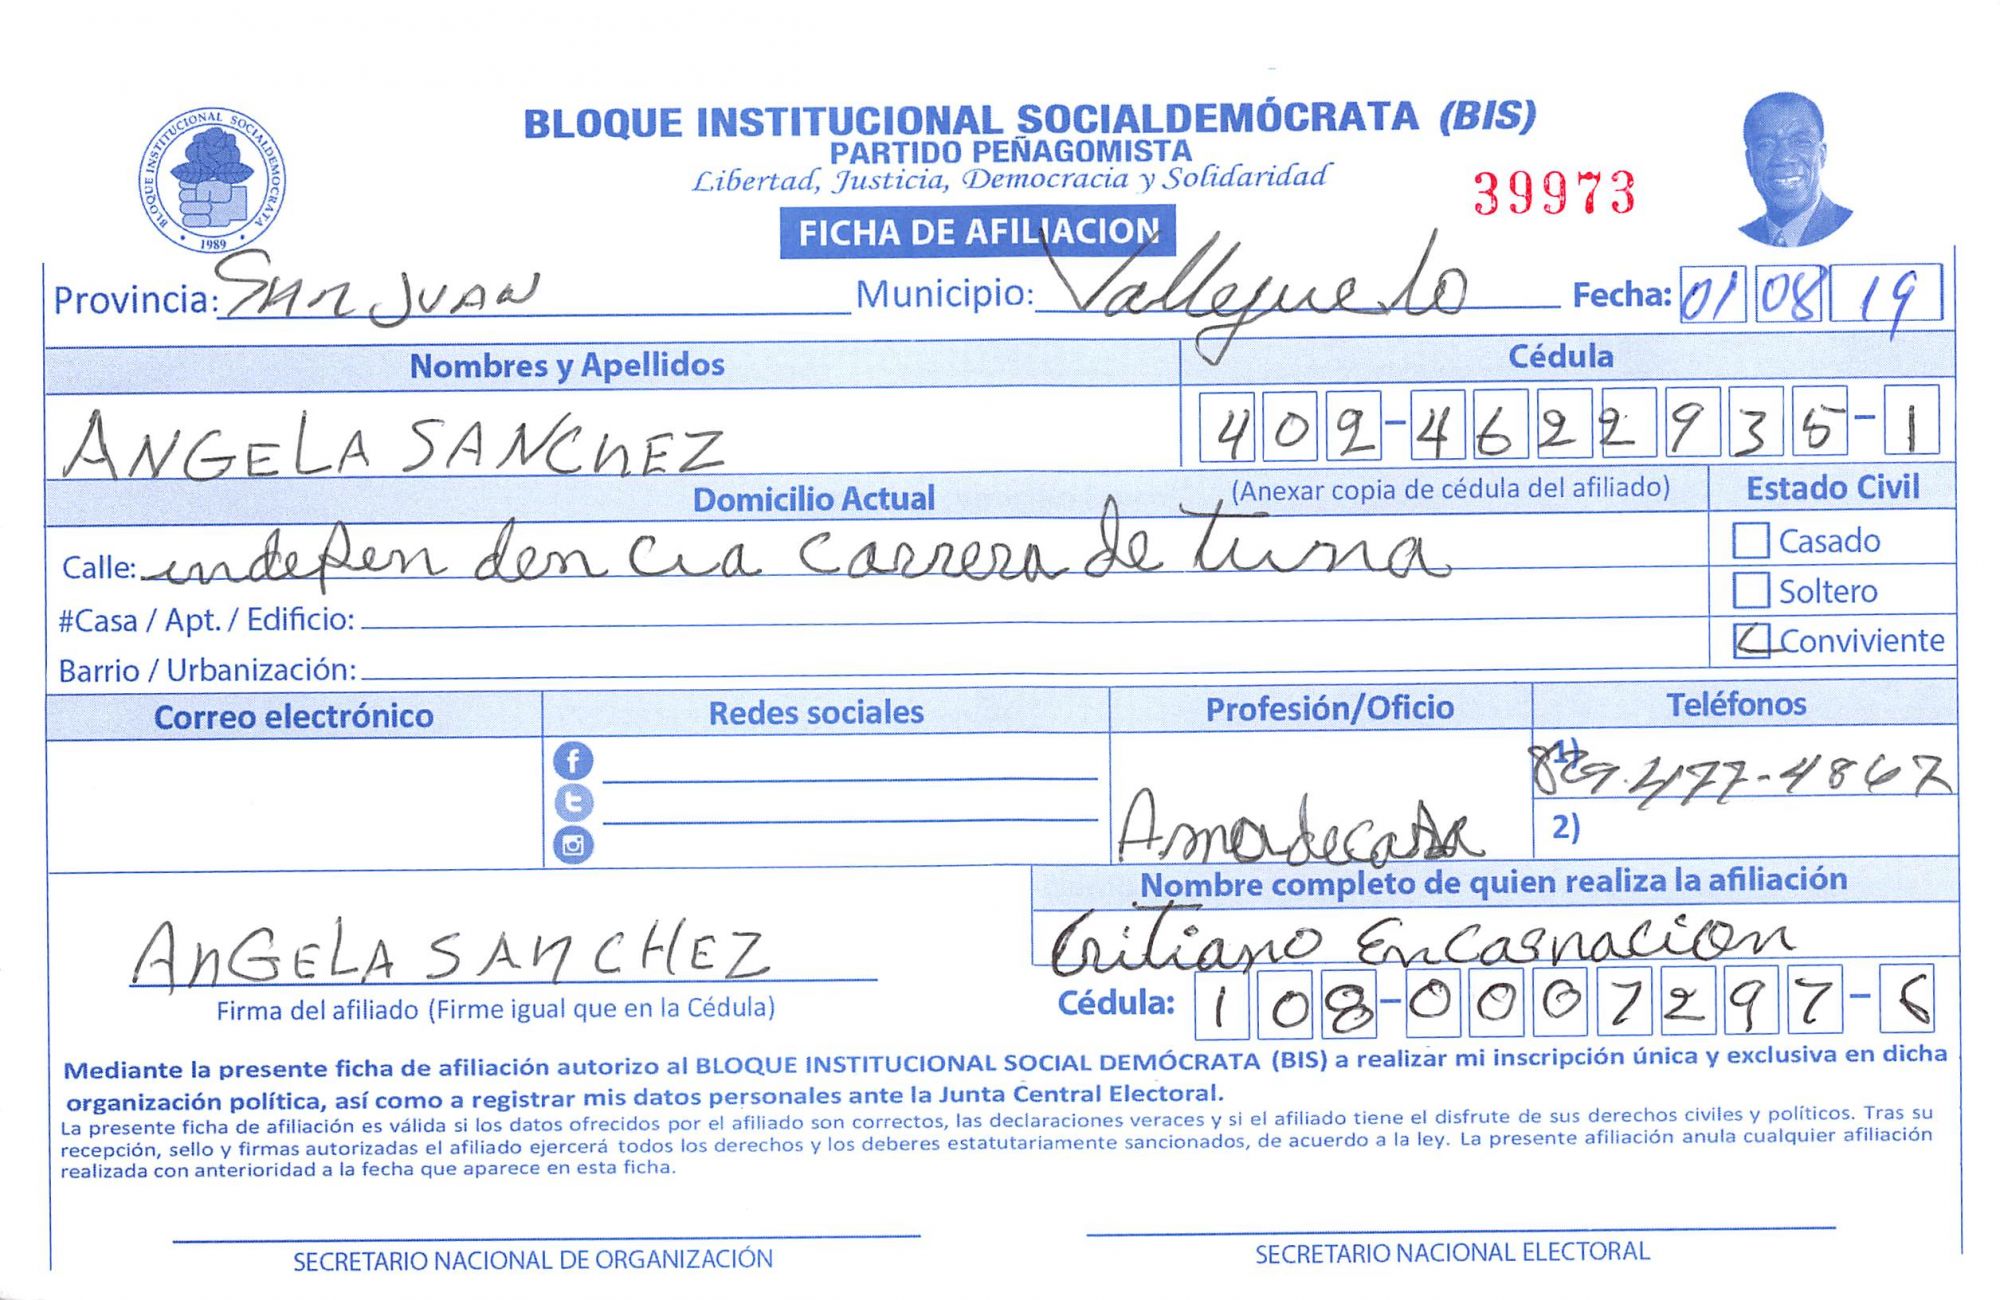 BLOQUE INSTITUCIONAL SOCIALDEMÓCRATA (BIS)
PARTIDO PEÑAGOMISTA
Libertad, Justicia, Democracia y Solidaridad
39973
BLOQUE INSTITUCIONAL SOCIALDEMOCRATA
1989
FICHA DE AFILIACION
Provincia: San JUAN Municipio: Vallejuelo Fecha: 01 08 19
Nombres y Apellidos Cédula
ANGELA SANCHEZ 402-4622935-1
Domicilio Actual (Anexar copia de cédula del afiliado) Estado Civil
Calle: independencia carrera de tuna Casado
#Casa / Apt. / Edificio: Soltero
Barrio / Urbanización: Conviviente
Correo electrónico Redes sociales Profesión/Oficio Teléfonos
1) 829-477-4867
Amadecasa 2)
Nombre completo de quien realiza la afiliación
ANGELA SANCHEZ Critiano Encarnacion
Firma del afiliado (Firme igual que en la Cédula) Cédula: 108-0007297-6
Mediante la presente ficha de afiliación autorizo al BLOQUE INSTITUCIONAL SOCIAL DEMÓCRATA (BIS) a realizar mi inscripción única y exclusiva en dicha
organización política, así como a registrar mis datos personales ante la Junta Central Electoral.
La presente ficha de afiliación es válida si los datos ofrecidos por el afiliado son correctos, las declaraciones veraces y si el afiliado tiene el disfrute de sus derechos civiles y políticos. Tras su
recepción, sello y firmas autorizadas el afiliado ejercerá todos los derechos y los deberes estatutariamente sancionados, de acuerdo a la ley. La presente afiliación anula cualquier afiliación
realizada con anterioridad a la fecha que aparece en esta ficha.
SECRETARIO NACIONAL DE ORGANIZACIÓN SECRETARIO NACIONAL ELECTORAL